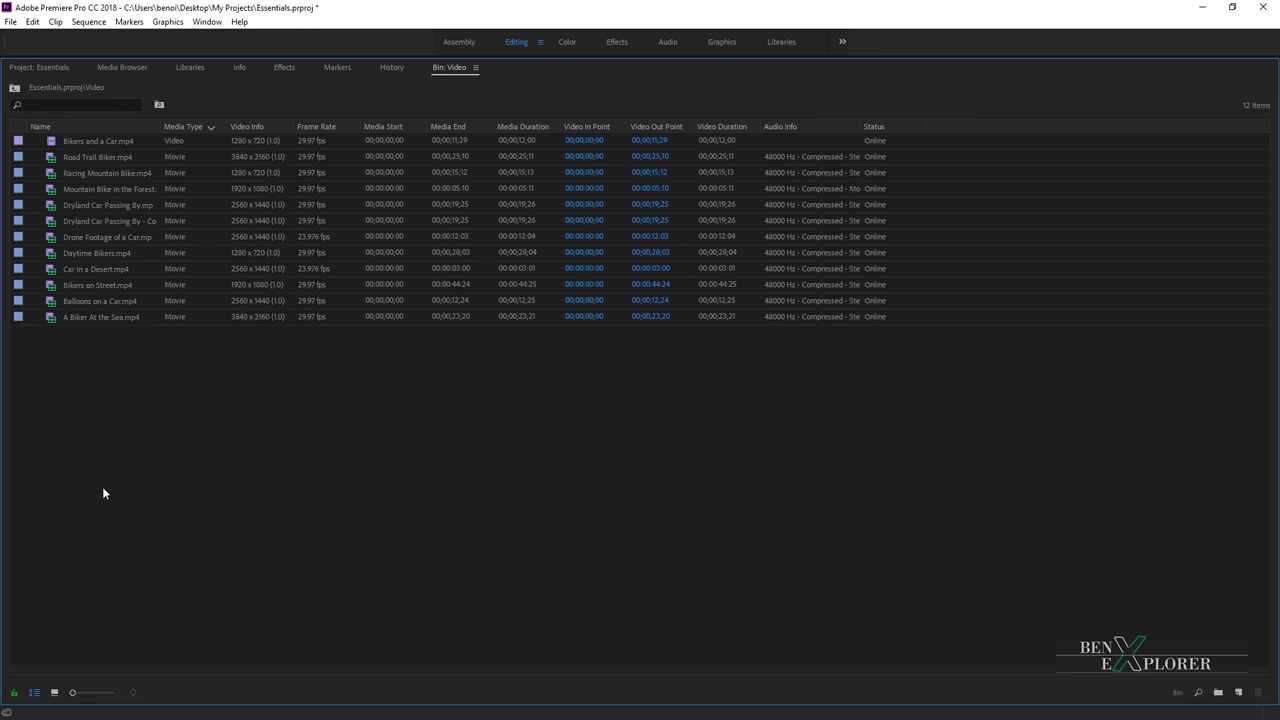 Adobe Premiere Pro CC 2018 - C:\Users\benoi\Desktop\My Projects\Essentials.prproj *
File Edit Clip Sequence Markers Graphics Window Help
Assembly Editing Color Effects Audio Graphics Libraries
Project: Essentials Media Browser Libraries Info Effects Markers History Bin: Video
Essentials.prproj\Video
12 Items
Name Media Type Video Info Frame Rate Media Start Media End Media Duration Video In Point Video Out Point Video Duration Audio Info Status
Bikers and a Car.mp4 Video 1280 x 720 (1.0) 29.97 fps 00;00;00;00 00;00;11;29 00;00;12;00 00;00;00;00 00;00;11;29 00;00;12;00 Online
Road Trail Biker.mp4 Movie 3840 x 2160 (1.0) 29.97 fps 00;00;00;00 00;00;25;10 00;00;25;11 00;00;00;00 00;00;25;10 00;00;25;11 48000 Hz - Compressed - Ste Online
Racing Mountain Bike.mp4 Movie 1280 x 720 (1.0) 29.97 fps 00;00;00;00 00;00;15;12 00;00;15;13 00;00;00;00 00;00;15;12 00;00;15;13 48000 Hz - Compressed - Ste Online
Mountain Bike in the Forest. Movie 1920 x 1080 (1.0) 29.97 fps 00:00:00:00 00:00:05:10 00:00:05:11 00:00:00:00 00:00:05:10 00:00:05:11 48000 Hz - Compressed - Mo Online
Dryland Car Passing By.mp Movie 2560 x 1440 (1.0) 29.97 fps 00;00;00;00 00;00;19;25 00;00;19;26 00;00;00;00 00;00;19;25 00;00;19;26 48000 Hz - Compressed - Ste Online
Dryland Car Passing By - Co Movie 2560 x 1440 (1.0) 29.97 fps 00;00;00;00 00;00;19;25 00;00;19;26 00;00;00;00 00;00;19;25 00;00;19;26 48000 Hz - Compressed - Ste Online
Drone Footage of a Car.mp Movie 2560 x 1440 (1.0) 23.976 fps 00:00:00:00 00:00:12:03 00:00:12:04 00:00:00:00 00:00:12:03 00:00:12:04 48000 Hz - Compressed - Ste Online
Daytime Bikers.mp4 Movie 1280 x 720 (1.0) 29.97 fps 00;00;00;00 00;00;28;03 00;00;28;04 00;00;00;00 00;00;28;03 00;00;28;04 48000 Hz - Compressed - Ste Online
Car in a Desert.mp4 Movie 2560 x 1440 (1.0) 23.976 fps 00:00:00:00 00:00:03:00 00:00:03:01 00:00:00:00 00:00:03:00 00:00:03:01 48000 Hz - Compressed - Ste Online
Bikers on Street.mp4 Movie 1920 x 1080 (1.0) 29.97 fps 00:00:00:00 00:00:44:24 00:00:44:25 00:00:00:00 00:00:44:24 00:00:44:25 48000 Hz - Compressed - Ste Online
Balloons on a Car.mp4 Movie 2560 x 1440 (1.0) 29.97 fps 00;00;00;00 00;00;12;24 00;00;12;25 00;00;00;00 00;00;12;24 00;00;12;25 48000 Hz - Compressed - Ste Online
A Biker At the Sea.mp4 Movie 3840 x 2160 (1.0) 29.97 fps 00;00;00;00 00;00;23;20 00;00;23;21 00;00;00;00 00;00;23;20 00;00;23;21 48000 Hz - Compressed - Ste Online
BEN
EXPLORER